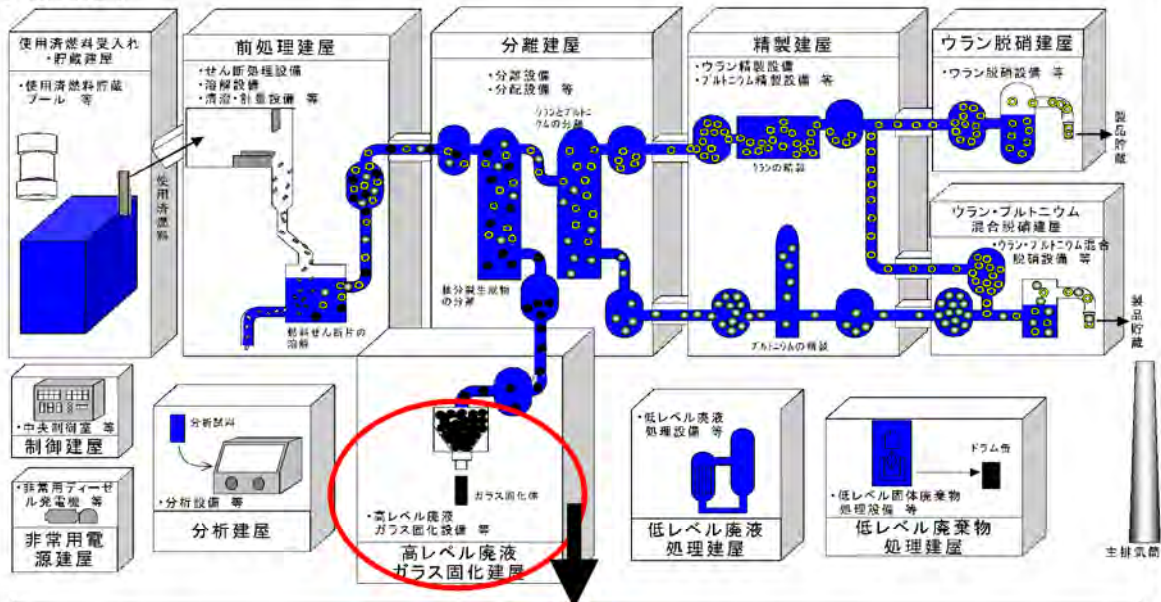 使用済燃料受入れ
・貯蔵建屋
・使用済燃料貯蔵
プール 等
使用済燃料
前処理建屋
・せん断処理設備
・溶解設備
・清澄・計量設備 等
燃料せん断片の
溶解
分離建屋
・分離設備
・分配設備 等
ウランとプルトニ
ウムの分離
核分裂生成物
の分離
精製建屋
・ウラン精製設備
・プルトニウム精製設備 等
ウランの精製
プルトニウムの精製
ウラン脱硝建屋
・ウラン脱硝設備 等
製品貯蔵
ウラン・プルトニウム
混合脱硝建屋
・ウラン・プルトニウム混合
脱硝設備 等
製品貯蔵
・中央制御室 等
制御建屋
・非常用ディーゼ
ル発電機 等
非常用電
源建屋
分析試料
・分析設備 等
分析建屋
ガラス固化体
・高レベル廃液
ガラス固化設備 等
高レベル廃液
ガラス固化建屋
・低レベル廃液
処理設備 等
低レベル廃液
処理建屋
ドラム缶
・低レベル固体廃棄物
処理設備 等
低レベル廃棄物
処理建屋
主排気筒